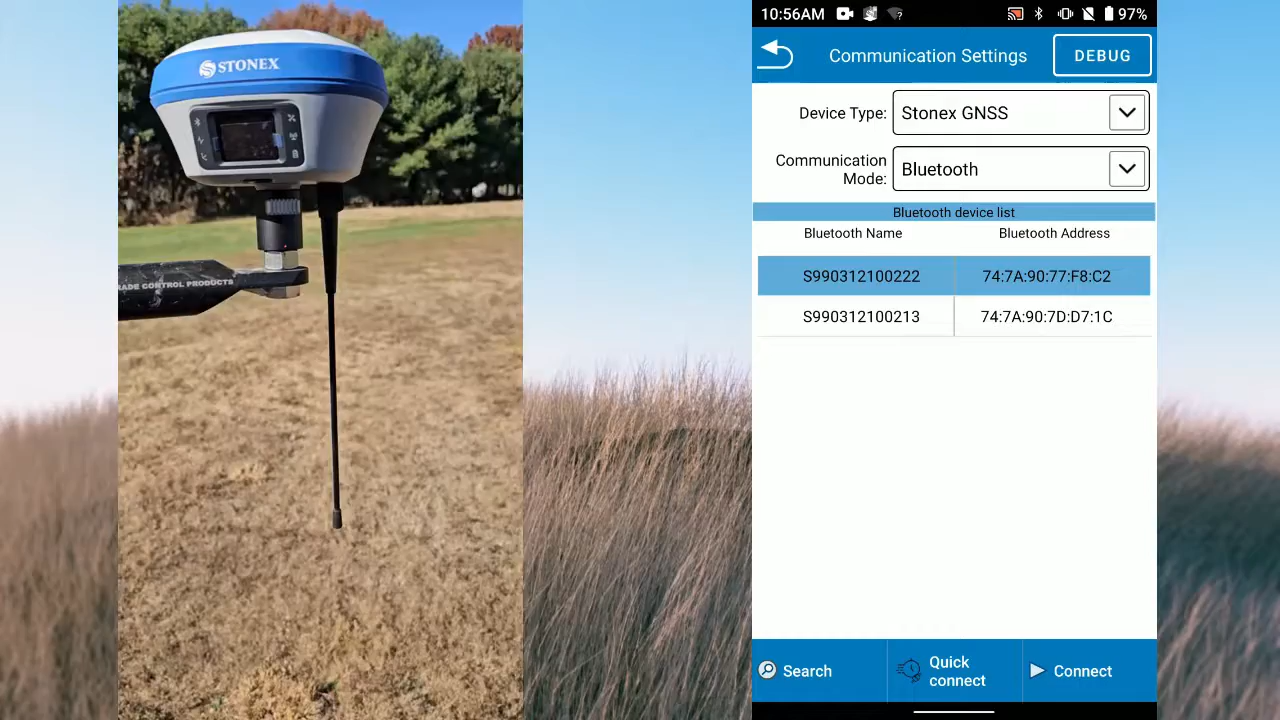 STONEX
RADE CONTROL PRODUCTS
10:56AM 97%
Communication Settings DEBUG
Device Type: Stonex GNSS
Communication
Mode: Bluetooth
Bluetooth device list
Bluetooth Name Bluetooth Address
S990312100222 74:7A:90:77:F8:C2
S990312100213 74:7A:90:7D:D7:1C
Search Quick
connect Connect